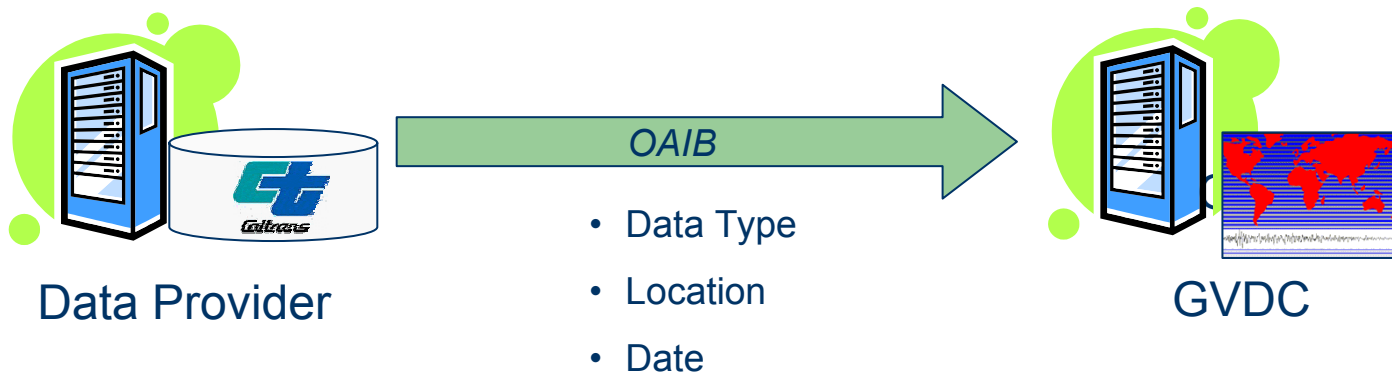 OAIB
Caltrans
• Data Type
• Location
• Date
Data Provider
GVDC